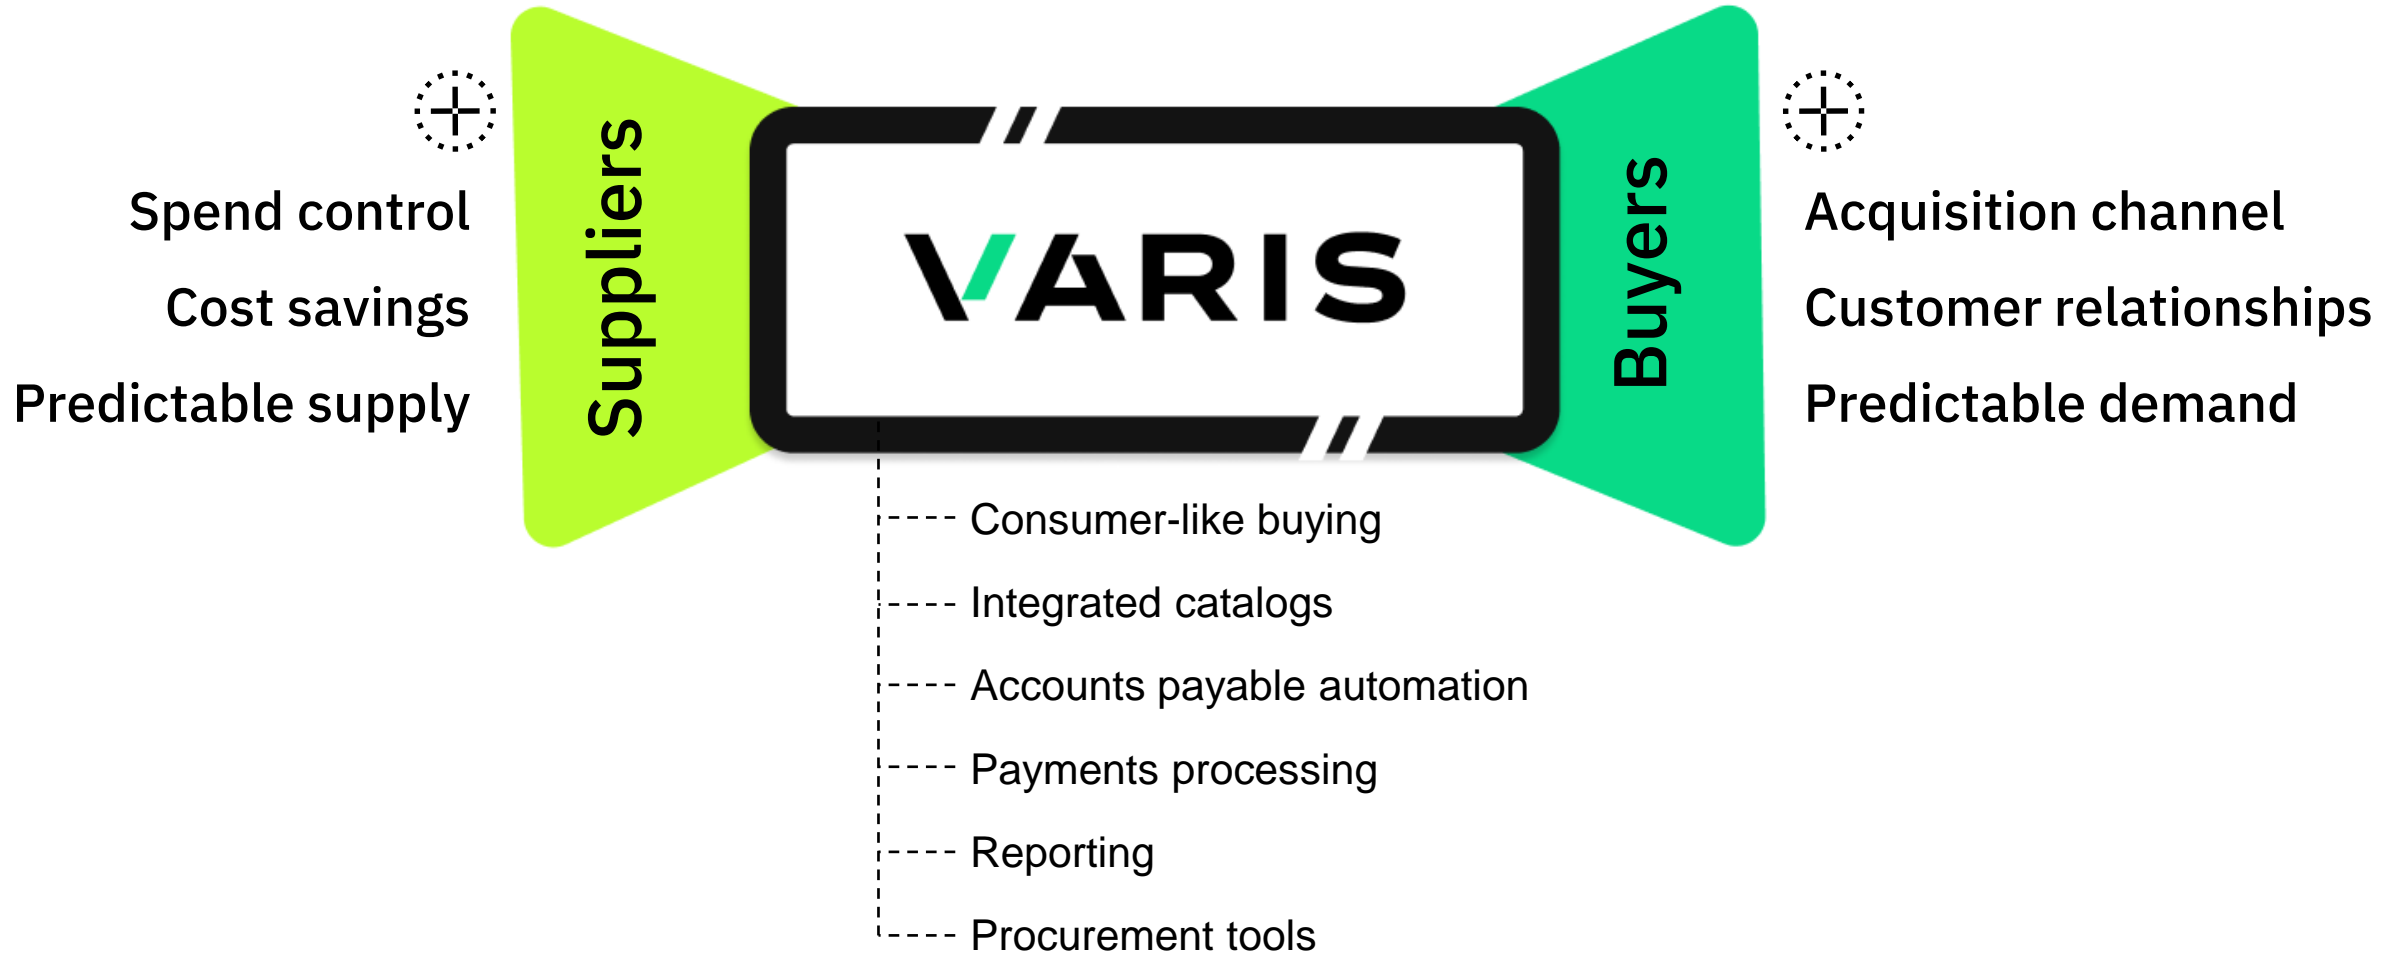 Spend control
Cost savings
Predictable supply
Suppliers
VARIS
Buyers
Acquisition channel
Customer relationships
Predictable demand
Consumer-like buying
Integrated catalogs
Accounts payable automation
Payments processing
Reporting
Procurement tools